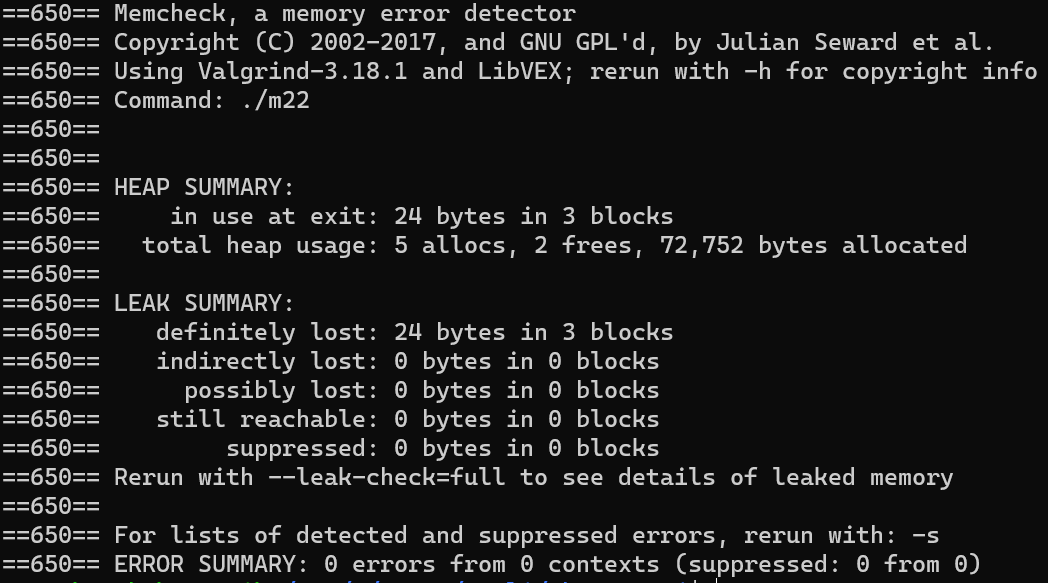 ==650== Memcheck, a memory error detector
==650== Copyright (C) 2002-2017, and GNU GPL'd, by Julian Seward et al.
==650== Using Valgrind-3.18.1 and LibVEX; rerun with -h for copyright info
==650== Command: ./m22
==650==
==650==
==650== HEAP SUMMARY:
==650==     in use at exit: 24 bytes in 3 blocks
==650==   total heap usage: 5 allocs, 2 frees, 72,752 bytes allocated
==650==
==650== LEAK SUMMARY:
==650==    definitely lost: 24 bytes in 3 blocks
==650==    indirectly lost: 0 bytes in 0 blocks
==650==      possibly lost: 0 bytes in 0 blocks
==650==    still reachable: 0 bytes in 0 blocks
==650==         suppressed: 0 bytes in 0 blocks
==650== Rerun with --leak-check=full to see details of leaked memory
==650==
==650== For lists of detected and suppressed errors, rerun with: -s
==650== ERROR SUMMARY: 0 errors from 0 contexts (suppressed: 0 from 0)